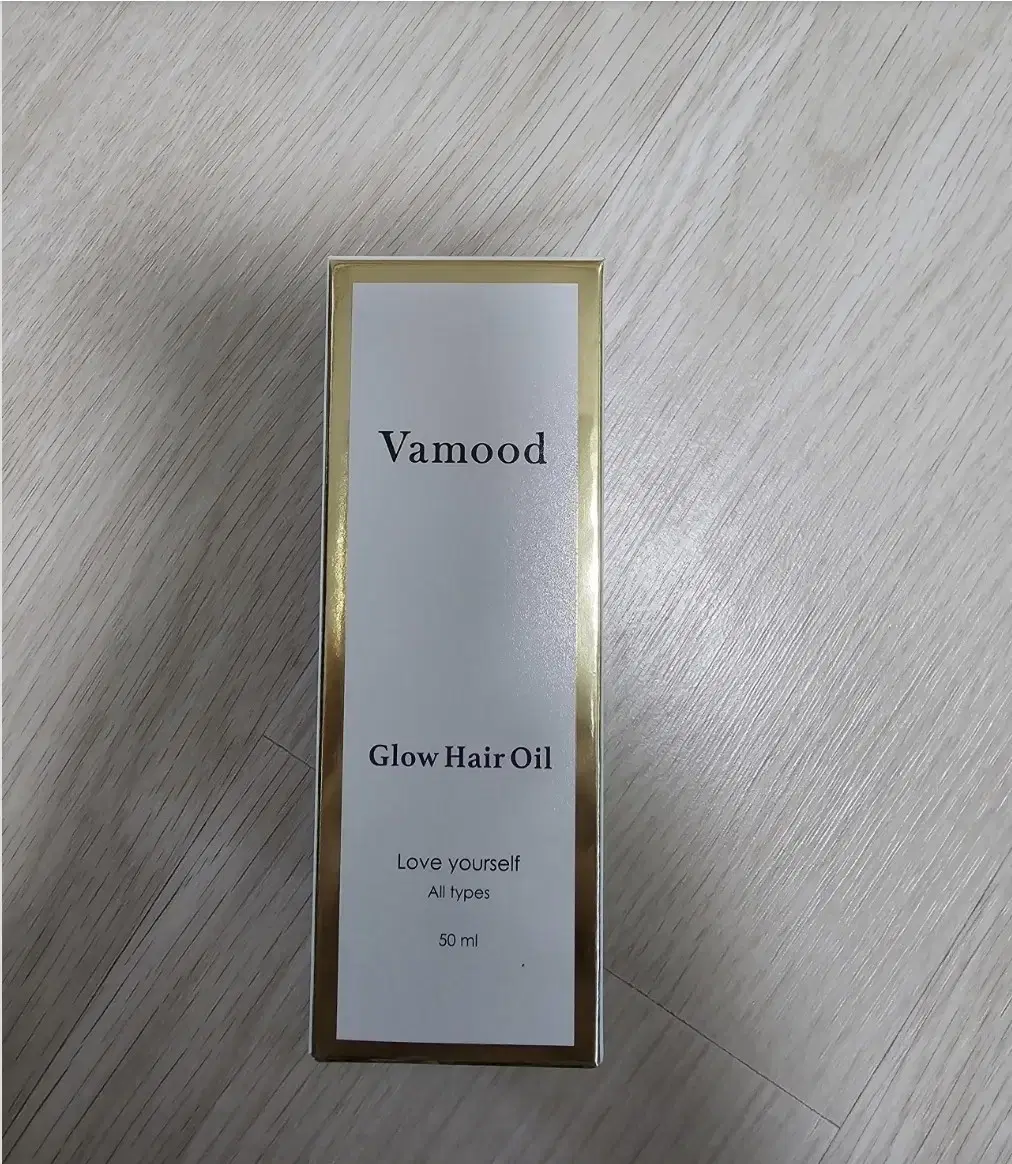 Vamood
Glow Hair Oil
Love yourself
All types
50 ml